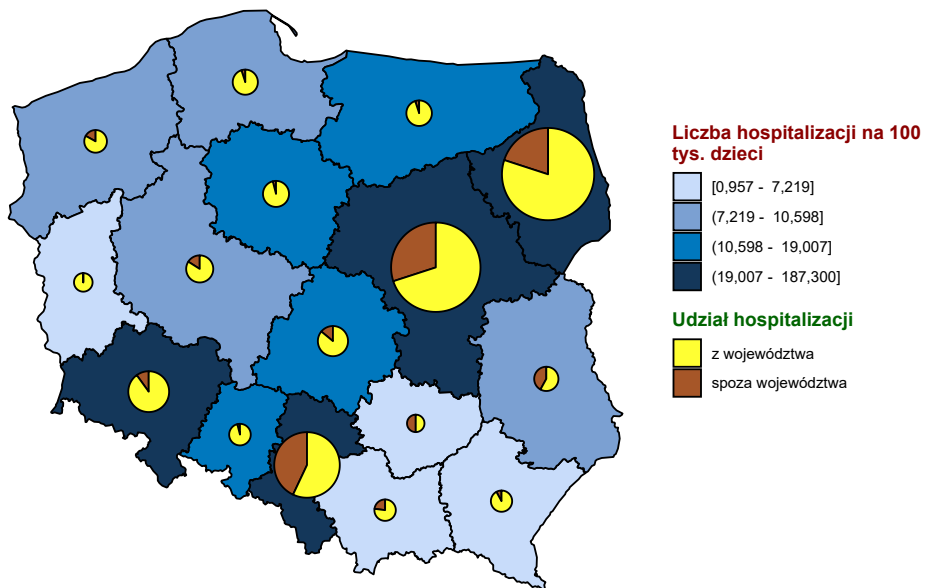 Liczba hospitalizacji na 100
tys. dzieci
[0,957 - 7,219]
(7,219 - 10,598]
(10,598 - 19,007]
(19,007 - 187,300]
Udział hospitalizacji
z województwa
spoza województwa